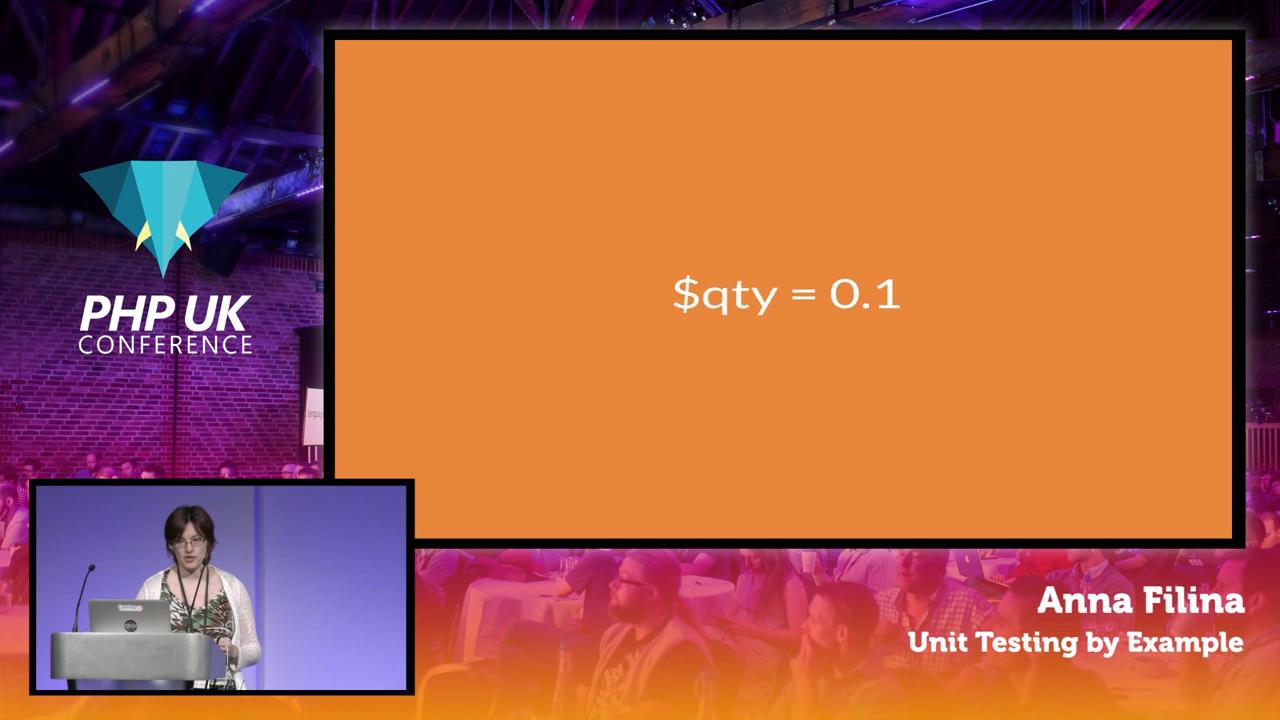 $qty = 0.1
PHP UK
CONFERENCE
Anna Filina
Unit Testing by Example